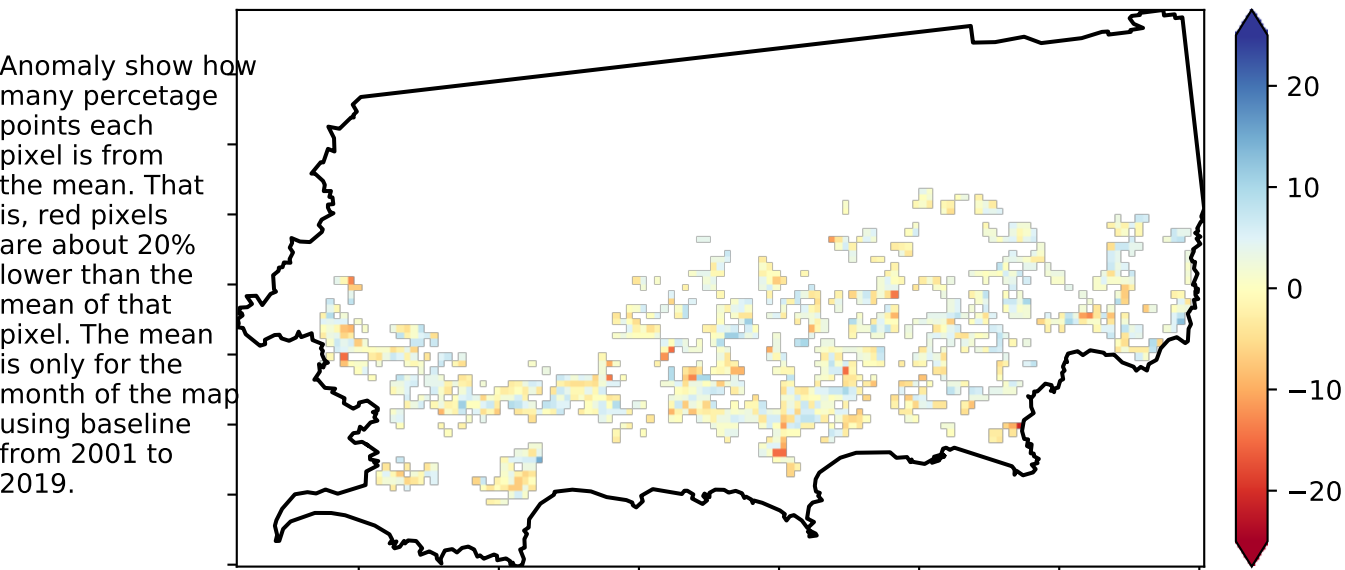 Anomaly show how
many percetage
points each
pixel is from
the mean. That
is, red pixels
are about 20%
lower than the
mean of that
pixel. The mean
is only for the
month of the map
using baseline
from 2001 to
2019.
20
10
0
−10
−20